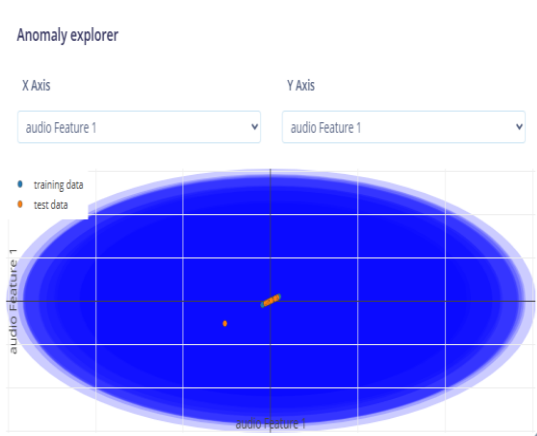 Anomaly explorer
X Axis
Y Axis
audio Feature 1
audio Feature 1
training data
test data
audio Feature 1
audio Feature 1